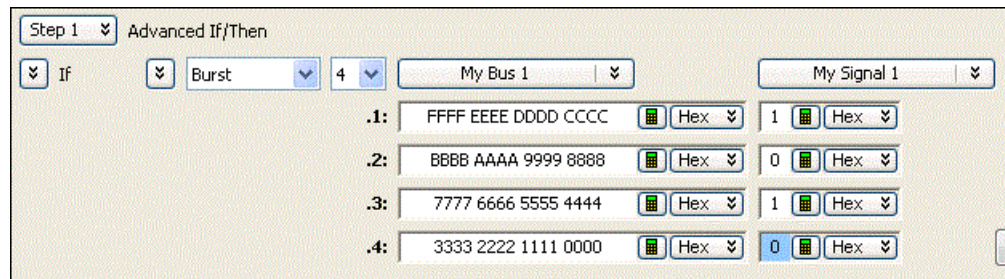 Step 1 Advanced If/Then
If Burst 4 My Bus 1 My Signal 1
.1: FFFF EEEE DDDD CCCC Hex 1 Hex
.2: BBBB AAAA 9999 8888 Hex 0 Hex
.3: 7777 6666 5555 4444 Hex 1 Hex
.4: 3333 2222 1111 0000 Hex 0 Hex